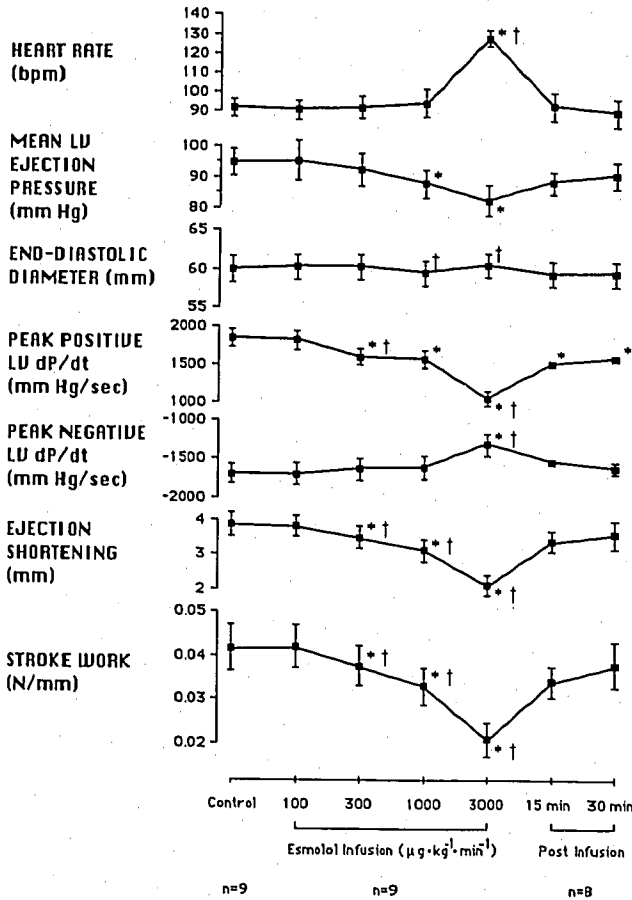 HEART RATE
(bpm)
140
130
120
110
100
90
* †
MEAN LV
EJECTION
PRESSURE
(mm Hg)
100
90
80
*
*
END-DIASTOLIC
DIAMETER (mm)
65
60
55
†
†
PEAK POSITIVE
LV dP/dt
(mm Hg/sec)
2000
1500
1000
* †
*
* †
*
*
PEAK NEGATIVE
LV dP/dt
(mm Hg/sec)
-1000
-1500
-2000
* †
EJECTION
SHORTENING
(mm)
4
3
2
* †
* †
* †
STROKE WORK
(N/mm)
0.05
0.04
0.03
0.02
* †
* †
* †
Control 100 300 1000 3000 15 min 30 min
Esmolol Infusion (µg·kg⁻¹·min⁻¹) Post Infusion
n=9 n=9 n=8